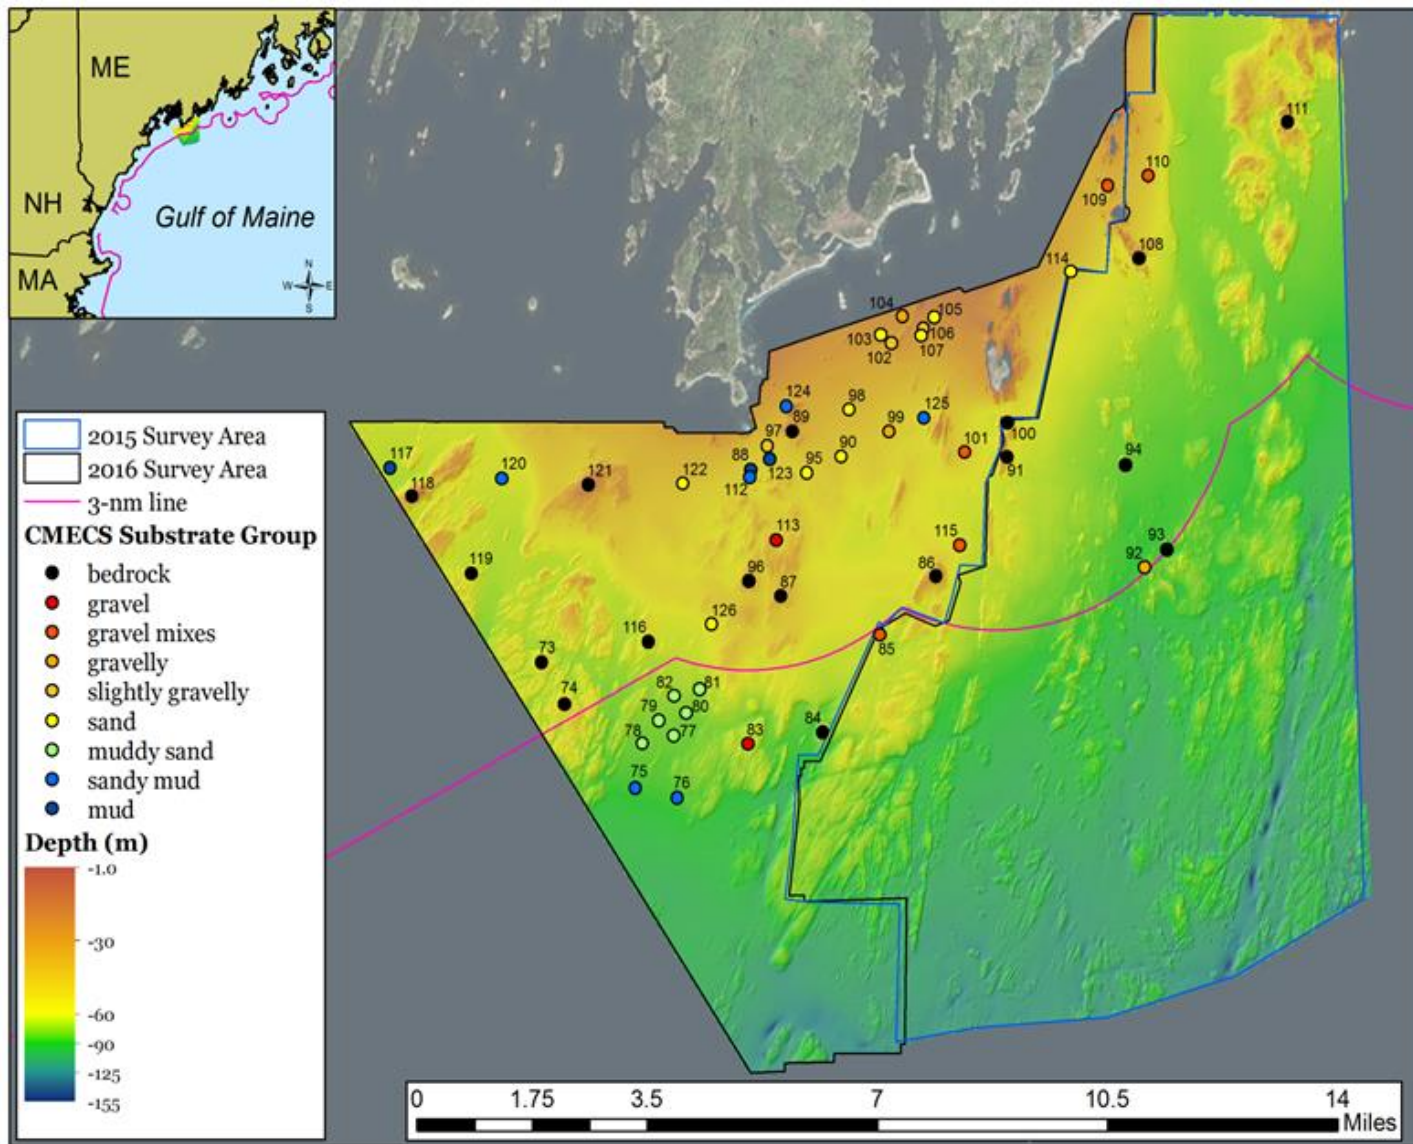 ME
NH
MA
Gulf of Maine
N
W
E
S
2015 Survey Area
2016 Survey Area
3-nm line
CMECS Substrate Group
bedrock
gravel
gravel mixes
gravelly
slightly gravelly
sand
muddy sand
sandy mud
mud
Depth (m)
-1.0
-30
-60
-90
-125
-155
111
110
109
108
114
104
105
103
106
102
107
124
98
89
99
125
100
97
90
101
117
88
123
95
91
94
118
120
121
122
112
113
115
93
119
96
87
86
92
126
116
85
73
74
82
81
79
80
78
77
83
84
75
76
0
1.75
3.5
7
10.5
14
Miles